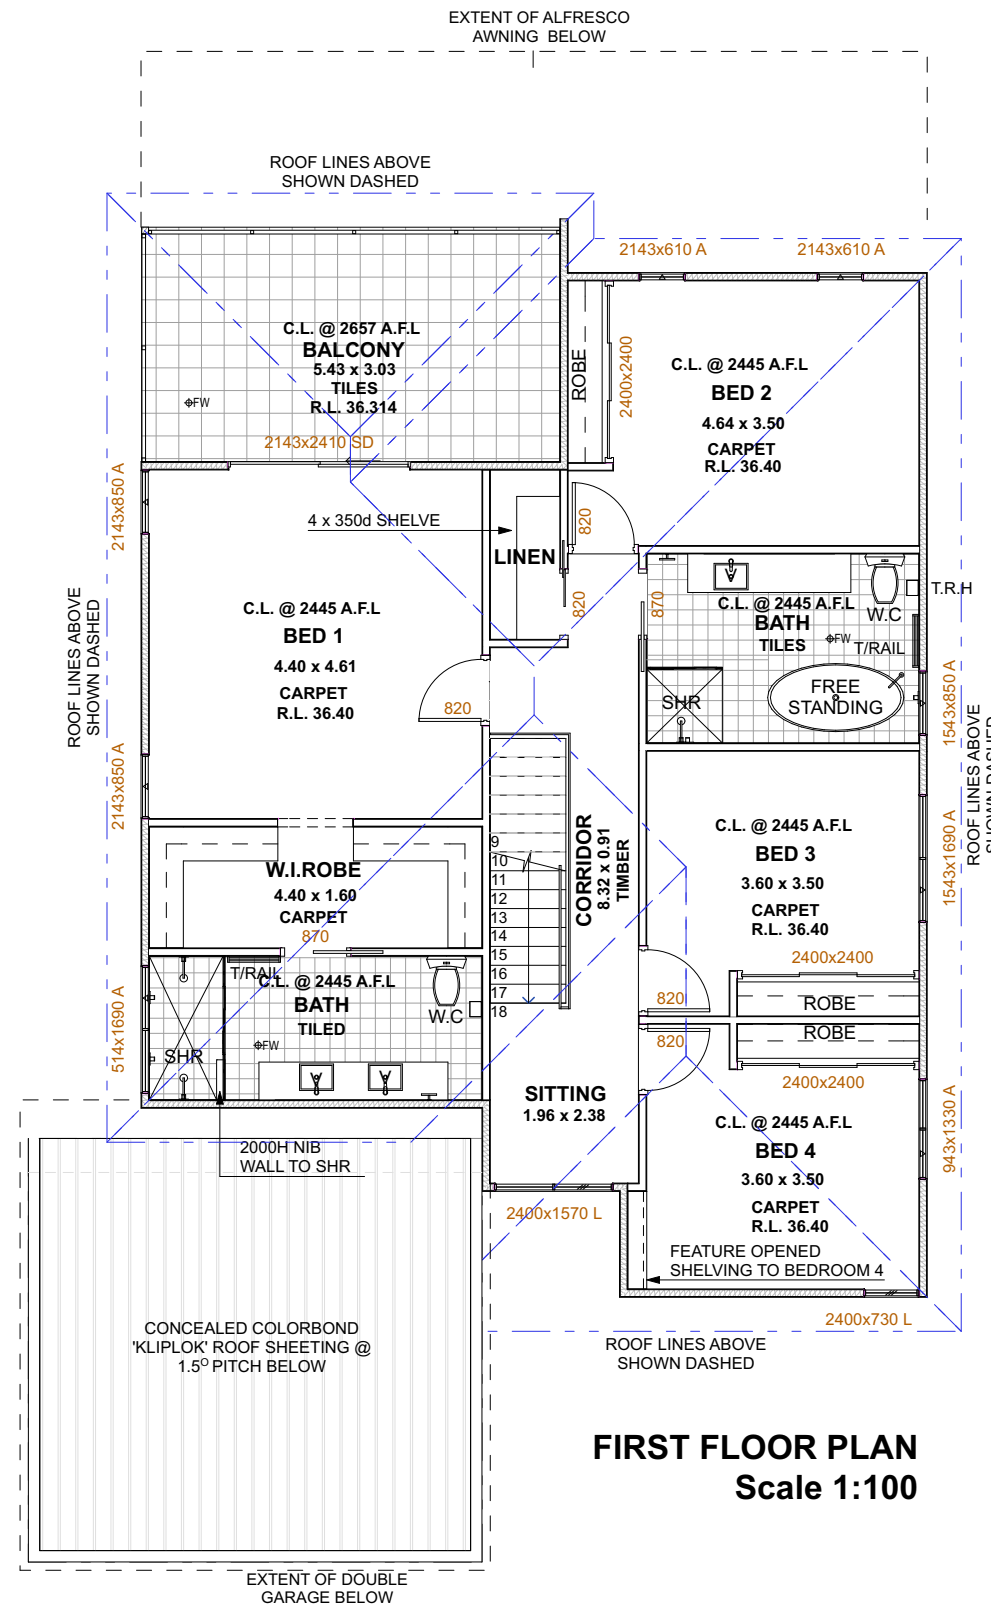 EXTENT OF ALFRESCO
AWNING BELOW
ROOF LINES ABOVE
SHOWN DASHED
2143x610 A
2143x610 A
C.L. @ 2657 A.F.L
BALCONY
5.43 x 3.03
TILES
R.L. 36.314
FW
2143x2410 SD
ROBE
2400x2400
C.L. @ 2445 A.F.L
BED 2
4.64 x 3.50
CARPET
R.L. 36.40
2143x850 A
4 x 350d SHELVE
LINEN
820
820
870
ROOF LINES ABOVE
SHOWN DASHED
C.L. @ 2445 A.F.L
BED 1
4.40 x 4.61
CARPET
R.L. 36.40
820
C.L. @ 2445 A.F.L
BATH
TILES
FW
W.C
T.R.H
T/RAIL
SHR
FREE
STANDING
1543x850 A
2143x850 A
ROOF LINES ABOVE
SHOWN DASHED
1543x1690 A
C.L. @ 2445 A.F.L
BED 3
3.60 x 3.50
CARPET
R.L. 36.40
2400x2400
ROBE
820
CORRIDOR
8.32 x 0.91
TIMBER
9
10
11
12
13
14
15
16
17
18
W.I.ROBE
4.40 x 1.60
CARPET
870
T/RAIL
C.L. @ 2445 A.F.L
BATH
TILED
W.C
FW
SHR
514x1690 A
ROBE
820
2400x2400
SITTING
1.96 x 2.38
C.L. @ 2445 A.F.L
BED 4
3.60 x 3.50
CARPET
R.L. 36.40
943x1330 A
2000H NIB
WALL TO SHR
2400x1570 L
FEATURE OPENED
SHELVING TO BEDROOM 4
2400x730 L
CONCEALED COLORBOND
'KLIPLOK' ROOF SHEETING @
1.5° PITCH BELOW
ROOF LINES ABOVE
SHOWN DASHED
FIRST FLOOR PLAN
Scale 1:100
EXTENT OF DOUBLE
GARAGE BELOW